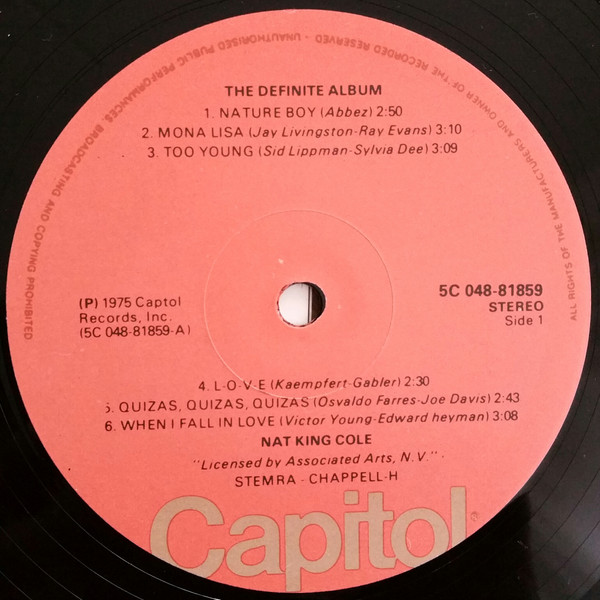 ALL RIGHTS OF THE MANUFACTURERS AND OWNER OF THE RECORDED RESERVED - UNAUTHORISED PUBLIC PERFORMANCES, BROADCASTING AND COPYING PROHIBITED
THE DEFINITE ALBUM
1. NATURE BOY (Abbez) 2:50
2. MONA LISA (Jay Livingston-Ray Evans) 3:10
3. TOO YOUNG (Sid Lippman-Sylvia Dee) 3:09
(P) 1975 Captol
Records, Inc.
(5C 048-81859-A)
5C 048-81859
STEREO
Side 1
4. L-O-V-E (Kaempfert-Gabler) 2:30
5. QUIZAS, QUIZAS, QUIZAS (Osvaldo Farres-Joe Davis) 2:43
6. WHEN I FALL IN LOVE (Victor Young-Edward heyman) 3:08
NAT KING COLE
"Licensed by Associated Arts, N.V." -
STEMRA - CHAPPELL-H
Capitol®